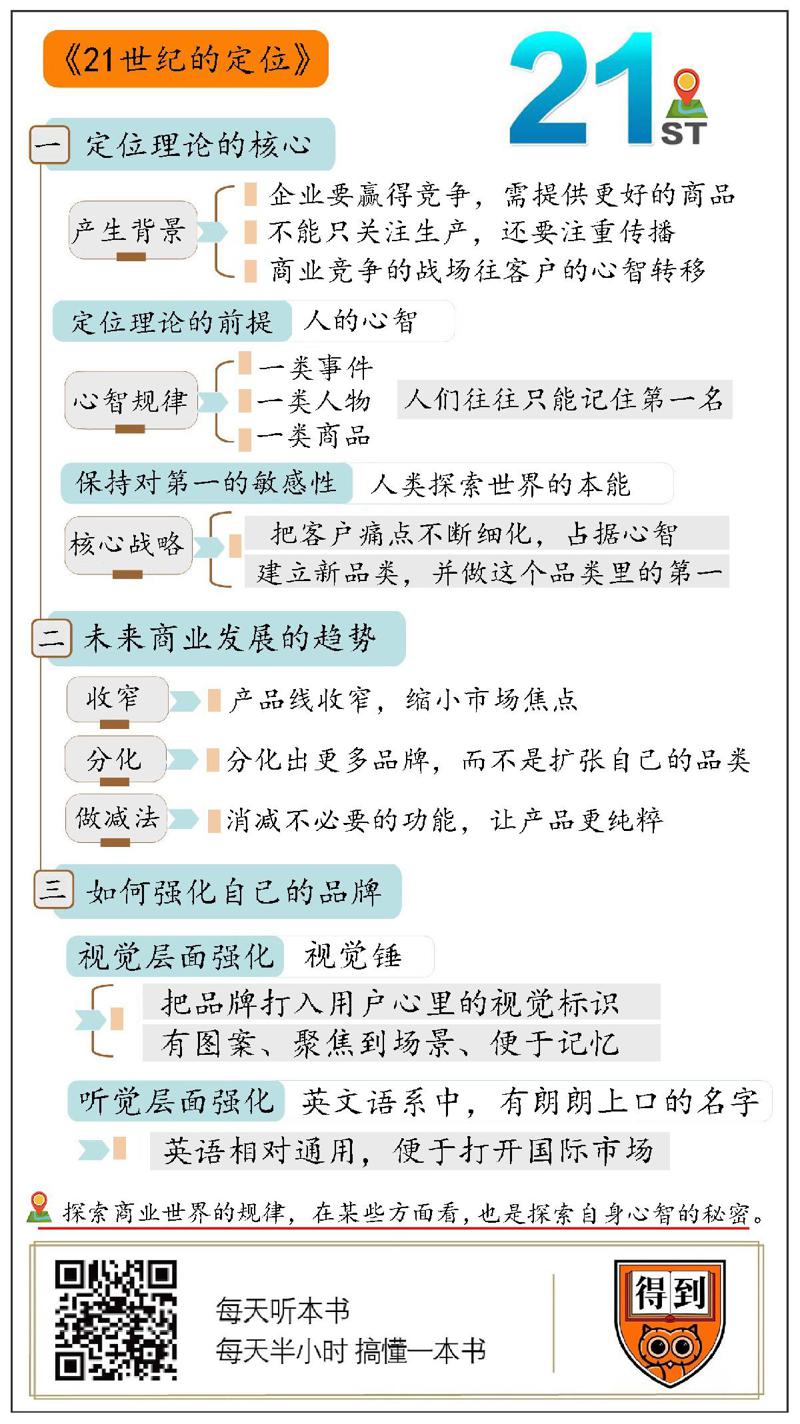 《21世纪的定位》
21ST
一 定位理论的核心
产生背景
企业要赢得竞争，需提供更好的商品
不能只关注生产，还要注重传播
商业竞争的战场往客户的心智转移
定位理论的前提 人的心智
心智规律
一类事件
一类人物
一类商品
人们往往只能记住第一名
保持对第一的敏感性 人类探索世界的本能
核心战略
把客户痛点不断细化，占据心智
建立新品类，并做这个品类里的第一
二 未来商业发展的趋势
收窄 产品线收窄，缩小市场焦点
分化 分化出更多品牌，而不是扩张自己的品类
做减法 消减不必要的功能，让产品更纯粹
三 如何强化自己的品牌
视觉层面强化 视觉锤
把品牌打入用户心里的视觉标识
有图案、聚焦到场景、便于记忆
听觉层面强化 英文语系中，有朗朗上口的名字
英语相对通用，便于打开国际市场
探索商业世界的规律，在某些方面看，也是探索自身心智的秘密。
每天听本书
每天半小时 搞懂一本书
得到